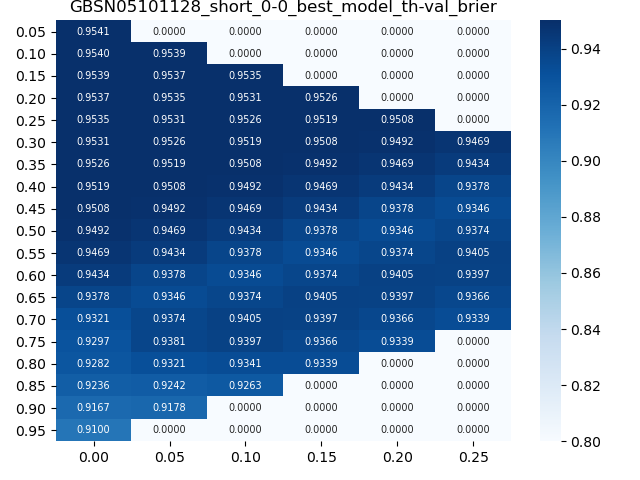 GBSN05101128_short_0-0_best_model_th-val_brier
0.05 0.9541 0.0000 0.0000 0.0000 0.0000 0.0000
0.10 0.9540 0.9539 0.0000 0.0000 0.0000 0.0000
0.15 0.9539 0.9537 0.9535 0.0000 0.0000 0.0000
0.20 0.9537 0.9535 0.9531 0.9526 0.0000 0.0000
0.25 0.9535 0.9531 0.9526 0.9519 0.9508 0.0000
0.30 0.9531 0.9526 0.9519 0.9508 0.9492 0.9469
0.35 0.9526 0.9519 0.9508 0.9492 0.9469 0.9434
0.40 0.9519 0.9508 0.9492 0.9469 0.9434 0.9378
0.45 0.9508 0.9492 0.9469 0.9434 0.9378 0.9346
0.50 0.9492 0.9469 0.9434 0.9378 0.9346 0.9374
0.55 0.9469 0.9434 0.9378 0.9346 0.9374 0.9405
0.60 0.9434 0.9378 0.9346 0.9374 0.9405 0.9397
0.65 0.9378 0.9346 0.9374 0.9405 0.9397 0.9366
0.70 0.9321 0.9374 0.9405 0.9397 0.9366 0.9339
0.75 0.9297 0.9381 0.9397 0.9366 0.9339 0.0000
0.80 0.9282 0.9321 0.9341 0.9339 0.0000 0.0000
0.85 0.9236 0.9242 0.9263 0.0000 0.0000 0.0000
0.90 0.9167 0.9178 0.0000 0.0000 0.0000 0.0000
0.95 0.9100 0.0000 0.0000 0.0000 0.0000 0.0000
0.00 0.05 0.10 0.15 0.20 0.25
0.94
0.92
0.90
0.88
0.86
0.84
0.82
0.80